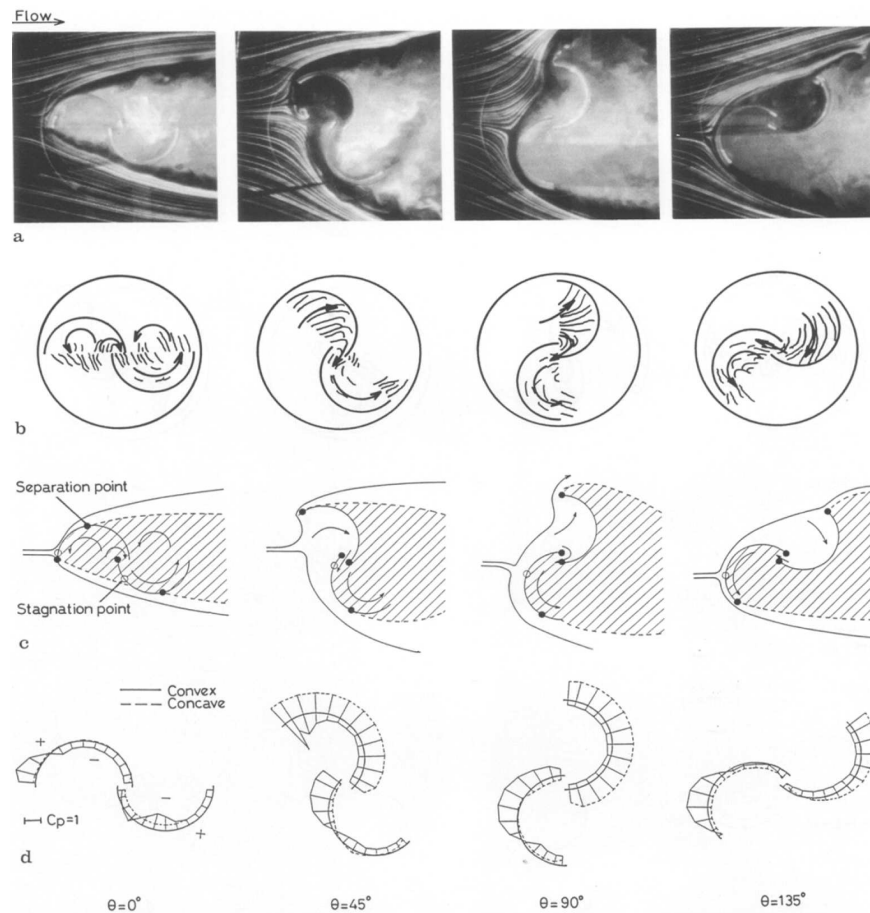 Flow
a
b
Separation point
Stagnation point
c
Convex
Concave
+
−
−
+
Cp=1
d
θ=0°
θ=45°
θ=90°
θ=135°